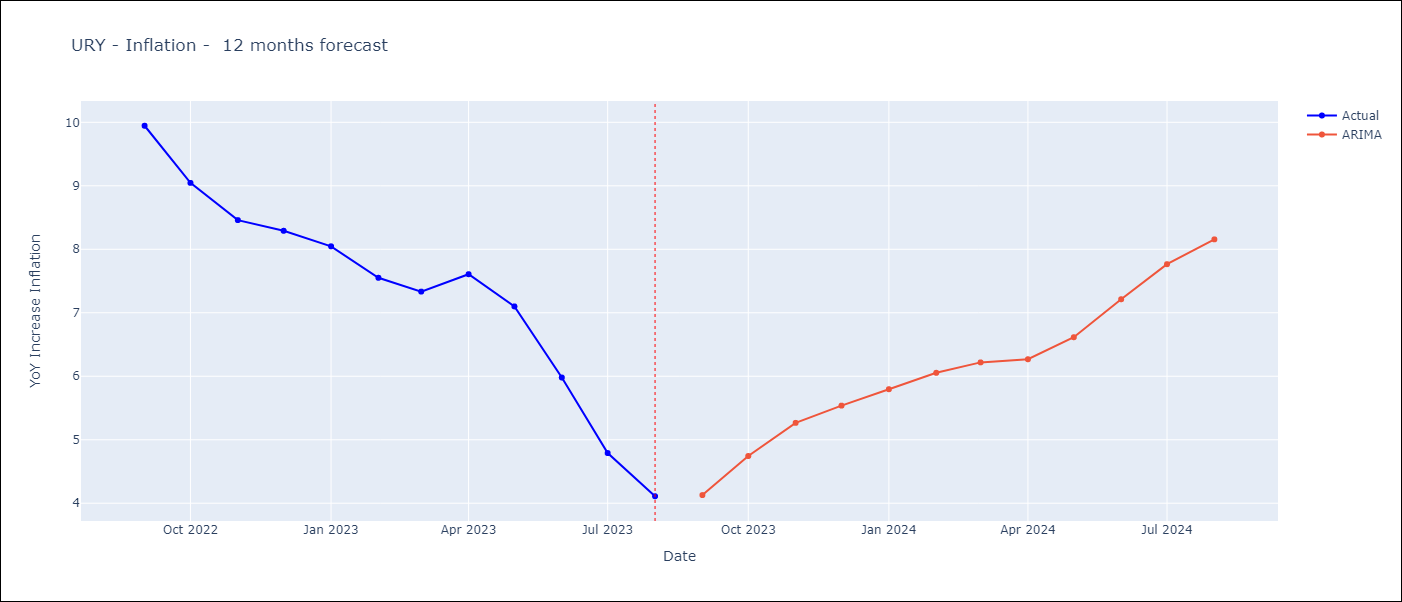 URY - Inflation -  12 months forecast
Actual
ARIMA
YoY Increase Inflation
10
9
8
7
6
5
4
Oct 2022 Jan 2023 Apr 2023 Jul 2023 Oct 2023 Jan 2024 Apr 2024 Jul 2024
Date